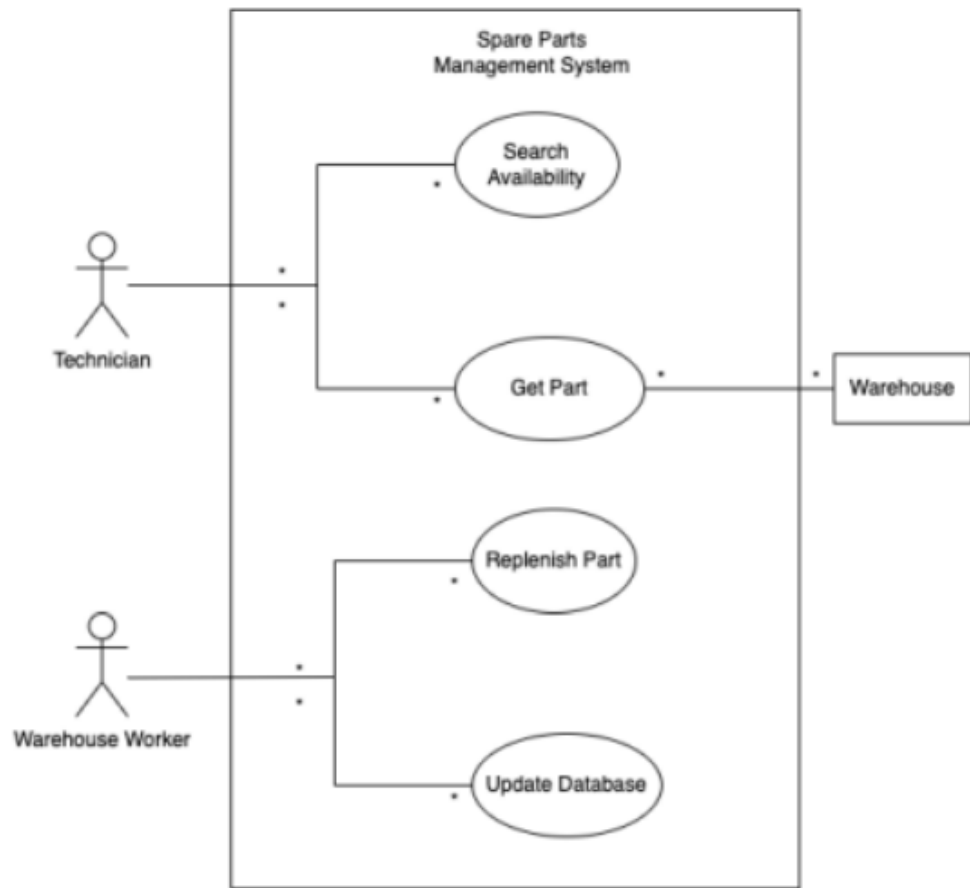 Spare Parts
Management System
Search
Availability
*
*
*
Technician
*
Get Part
*
*
Warehouse
Replenish Part
*
*
*
Warehouse Worker
Update Database
*